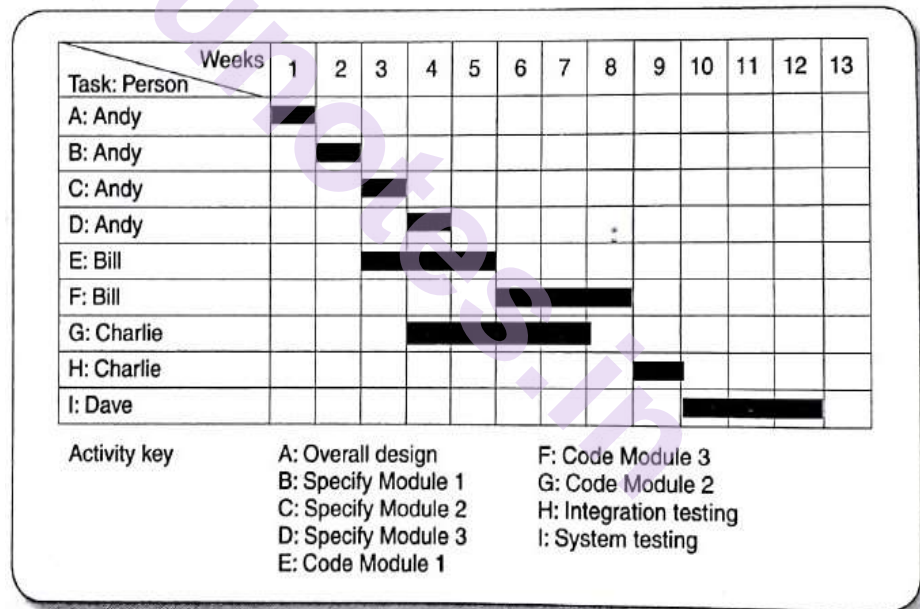 Weeks 1 2 3 4 5 6 7 8 9 10 11 12 13
Task: Person
A: Andy
B: Andy
C: Andy
D: Andy
E: Bill
F: Bill
G: Charlie
H: Charlie
I: Dave
Activity key
A: Overall design
B: Specify Module 1
C: Specify Module 2
D: Specify Module 3
E: Code Module 1
F: Code Module 3
G: Code Module 2
H: Integration testing
I: System testing
unotes.in